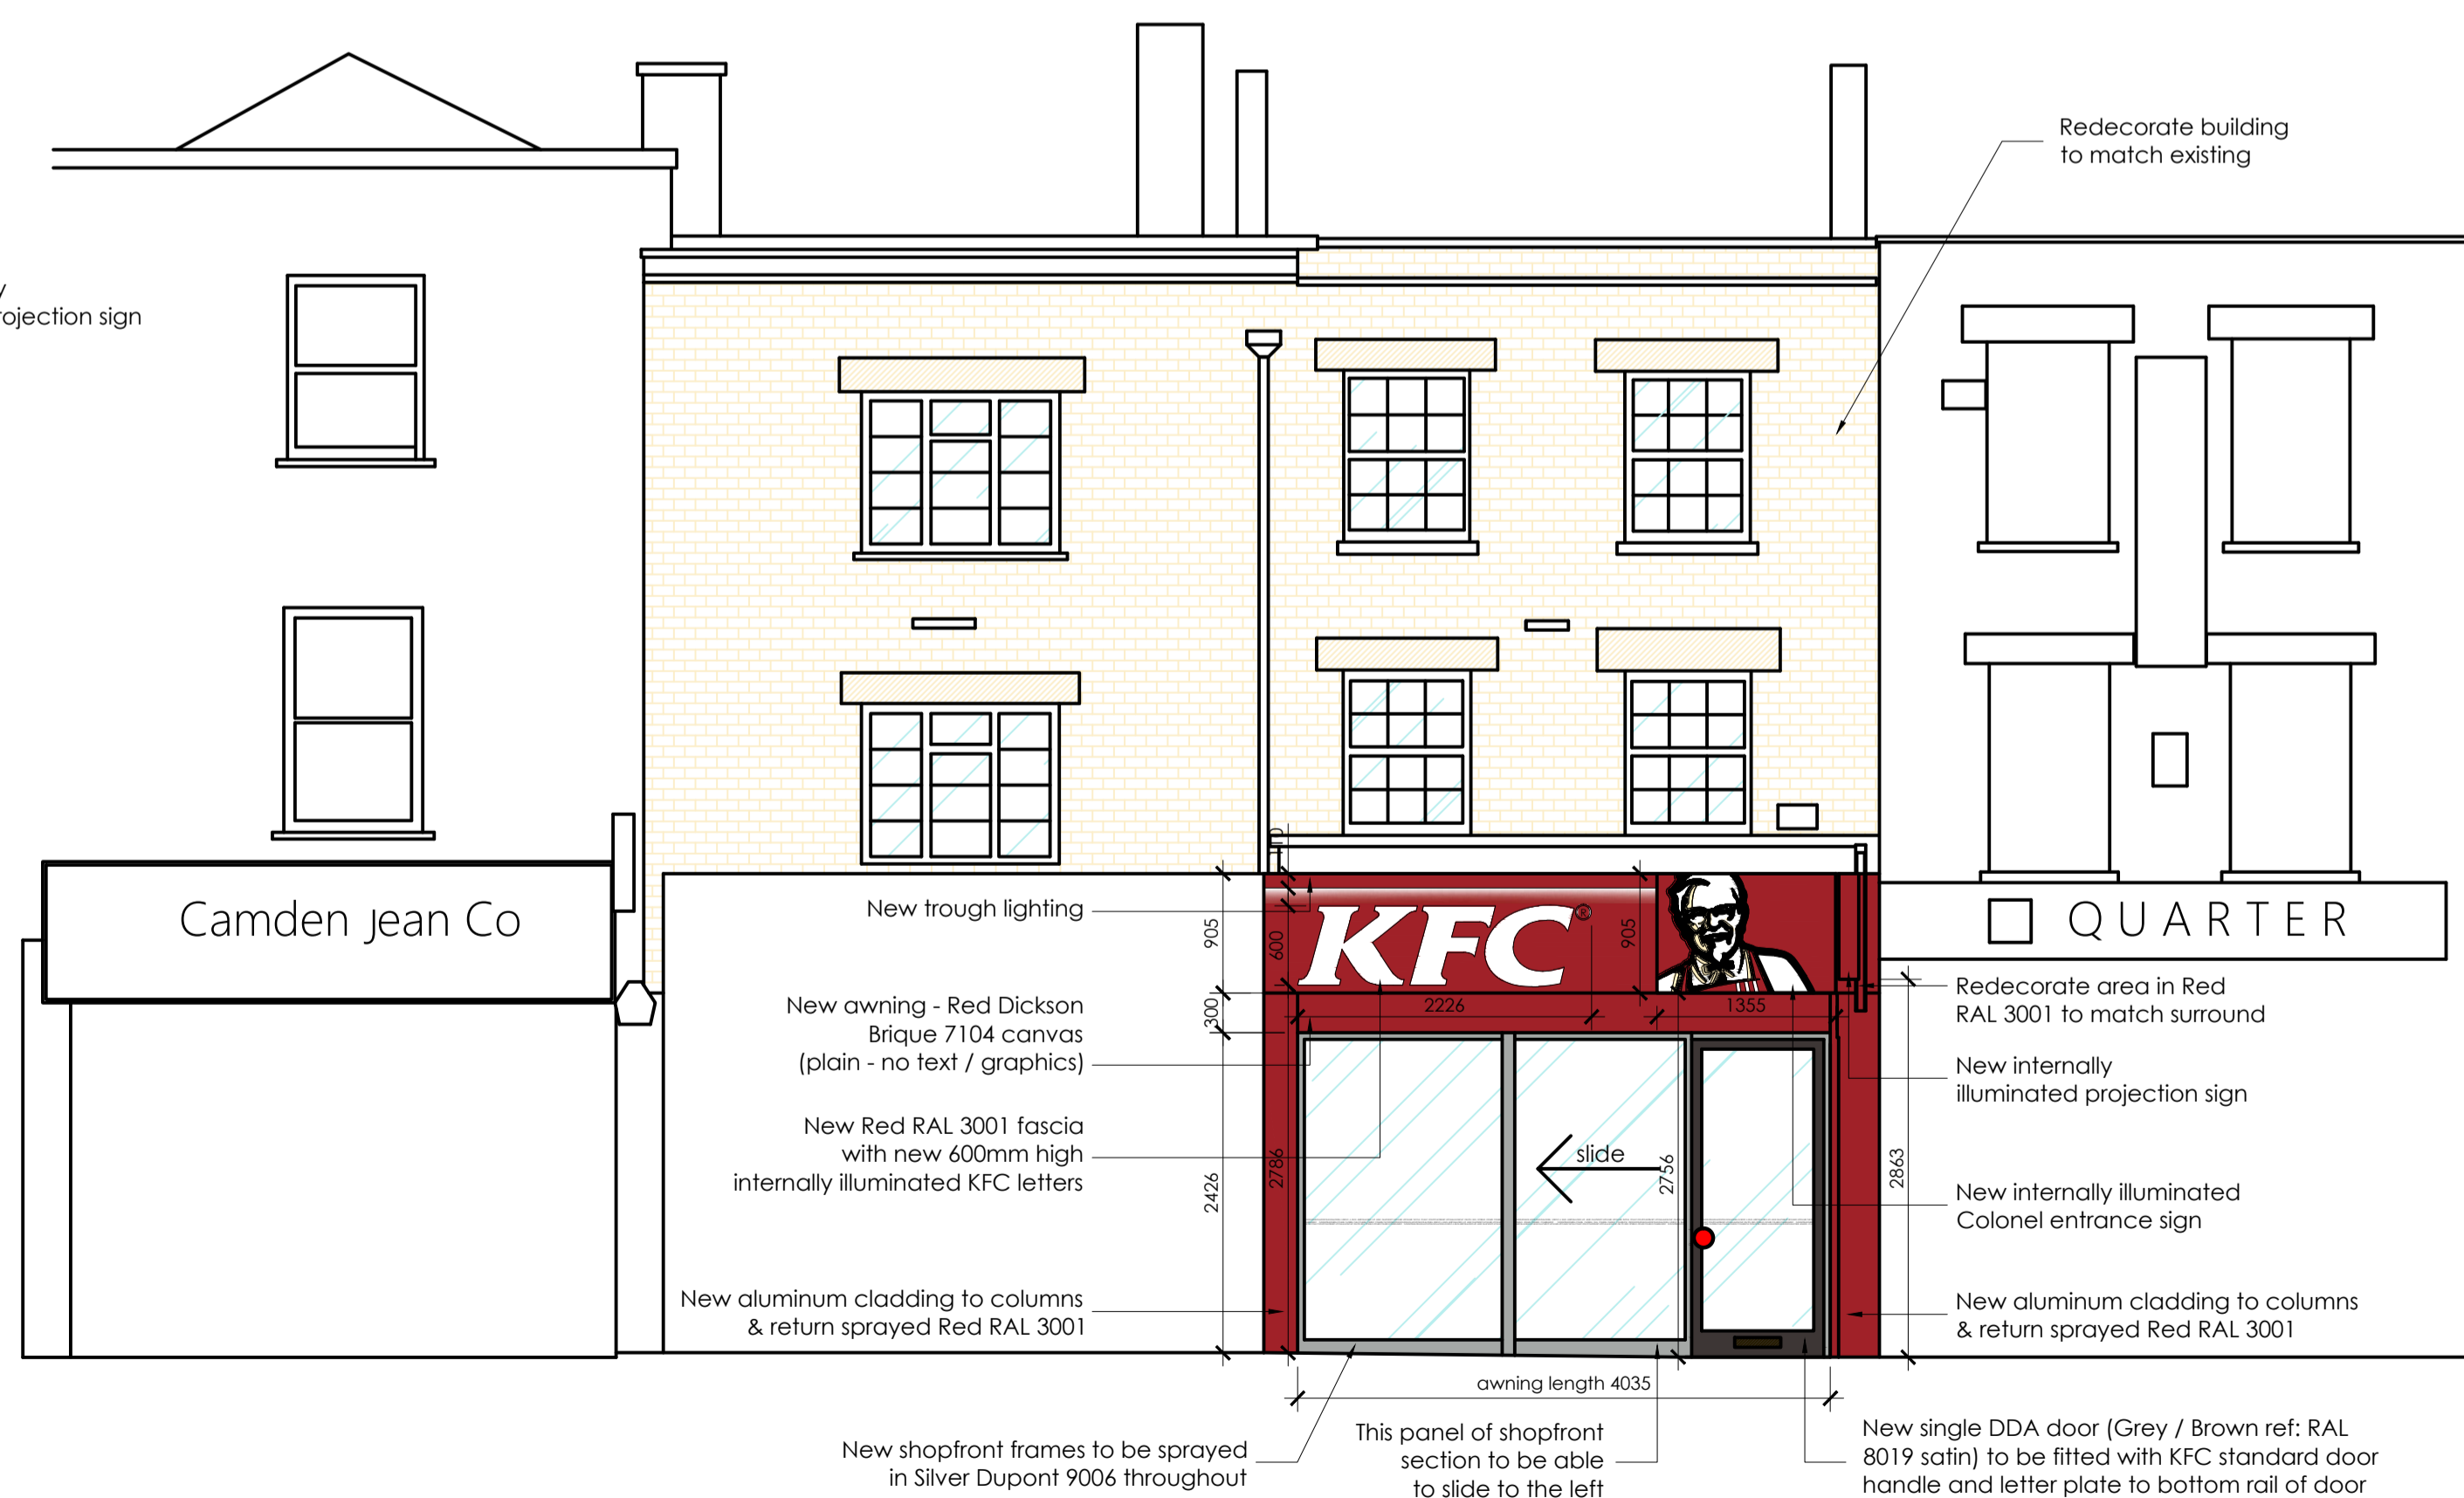 Redecorate building
to match existing
projection sign
Camden Jean Co
New trough lighting
KFC®
QUARTER
110
905
600
905
300
2226
1355
New awning - Red Dickson
Brique 7104 canvas
(plain - no text / graphics)
Redecorate area in Red
RAL 3001 to match surround
New internally
illuminated projection sign
New Red RAL 3001 fascia
with new 600mm high
internally illuminated KFC letters
slide
2426
2786
2756
2863
New internally illuminated
Colonel entrance sign
New aluminum cladding to columns
& return sprayed Red RAL 3001
New aluminum cladding to columns
& return sprayed Red RAL 3001
awning length 4035
New shopfront frames to be sprayed
in Silver Dupont 9006 throughout
This panel of shopfront
section to be able
to slide to the left
New single DDA door (Grey / Brown ref: RAL
8019 satin) to be fitted with KFC standard door
handle and letter plate to bottom rail of door